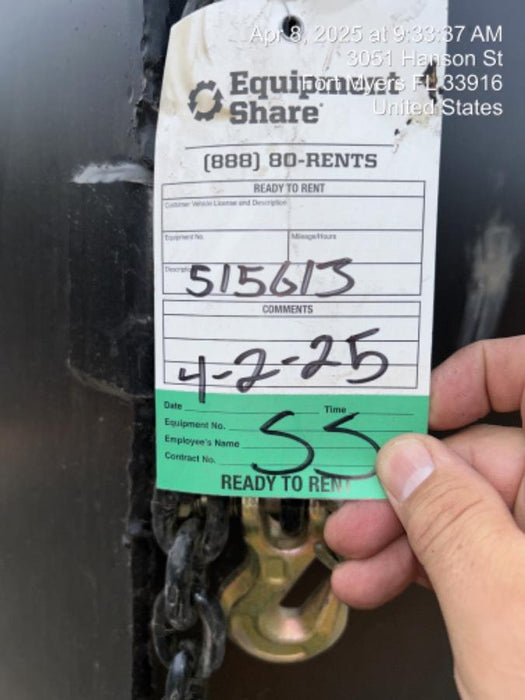 Apr 8, 2025 at 9:33:37 AM
3051 Hanson St
Fort Myers FL 33916
United States
Equipment
Share
(888) 80-RENTS
READY TO RENT
Customer Vehicle License and Description
Equipment No. Mileage/Hours
Description
515613
COMMENTS
4-2-25
Date Time
Equipment No.
Employee's Name
Contract No.
SS
READY TO RENT